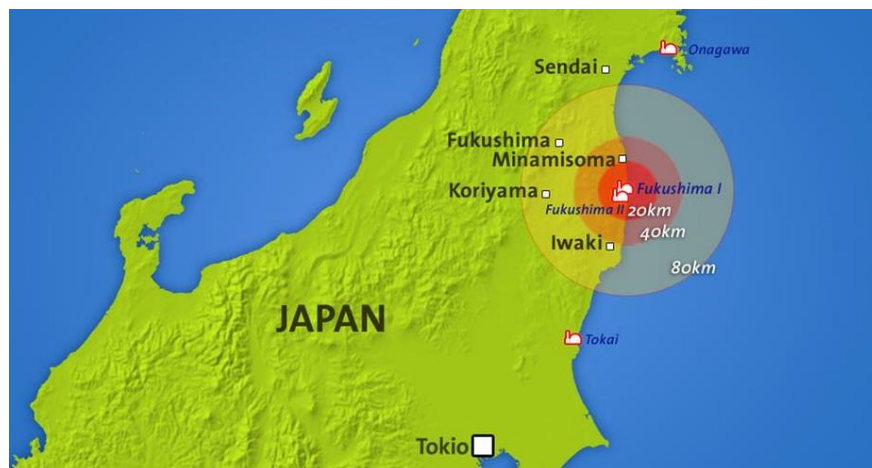 Onagawa
Sendai
Fukushima
Minamisoma
Koriyama
Fukushima I
Fukushima II
20km
40km
Iwaki
80km
JAPAN
Tokai
Tokio